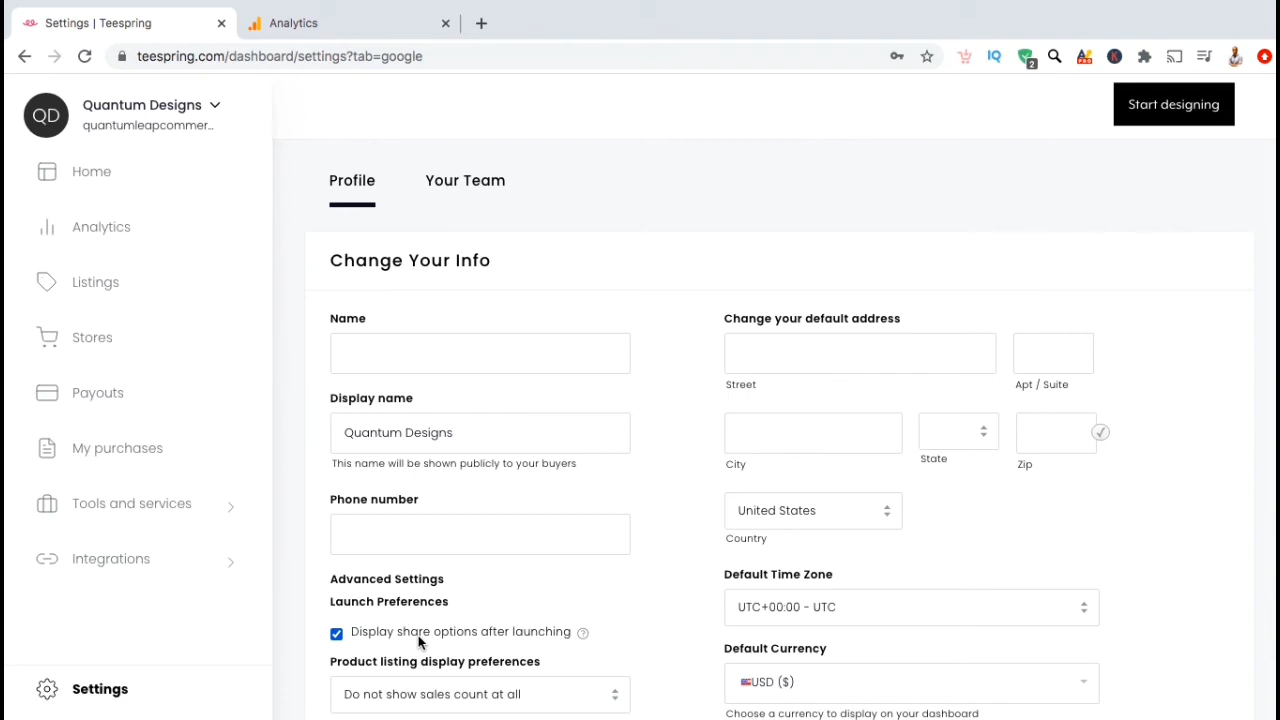 Settings | Teespring
Analytics
teespring.com/dashboard/settings?tab=google
IQ
2
PRO
K
QD
Quantum Designs
quantumleapcommer...
Start designing
Home
Analytics
Listings
Stores
Payouts
My purchases
Tools and services
Integrations
Settings
Profile
Your Team
Change Your Info
Name
Display name
Quantum Designs
This name will be shown publicly to your buyers
Phone number
Advanced Settings
Launch Preferences
Display share options after launching
Product listing display preferences
Do not show sales count at all
Change your default address
Street
Apt / Suite
City
State
Zip
United States
Country
Default Time Zone
UTC+00:00 - UTC
Default Currency
USD ($)
Choose a currency to display on your dashboard